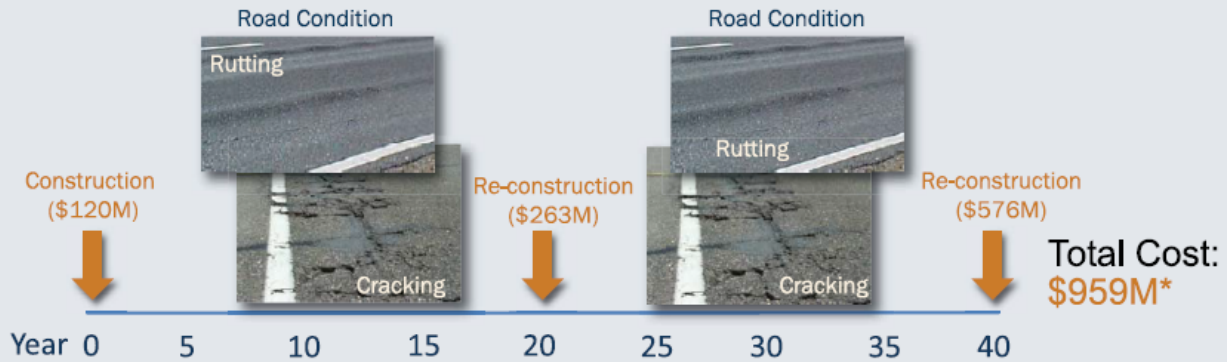 Road Condition
Road Condition
Rutting
Rutting
Construction
($120M)
Re-construction
($263M)
Re-construction
($576M)
Cracking
Cracking
Total Cost:
$959M*
Year 0 5 10 15 20 25 30 35 40